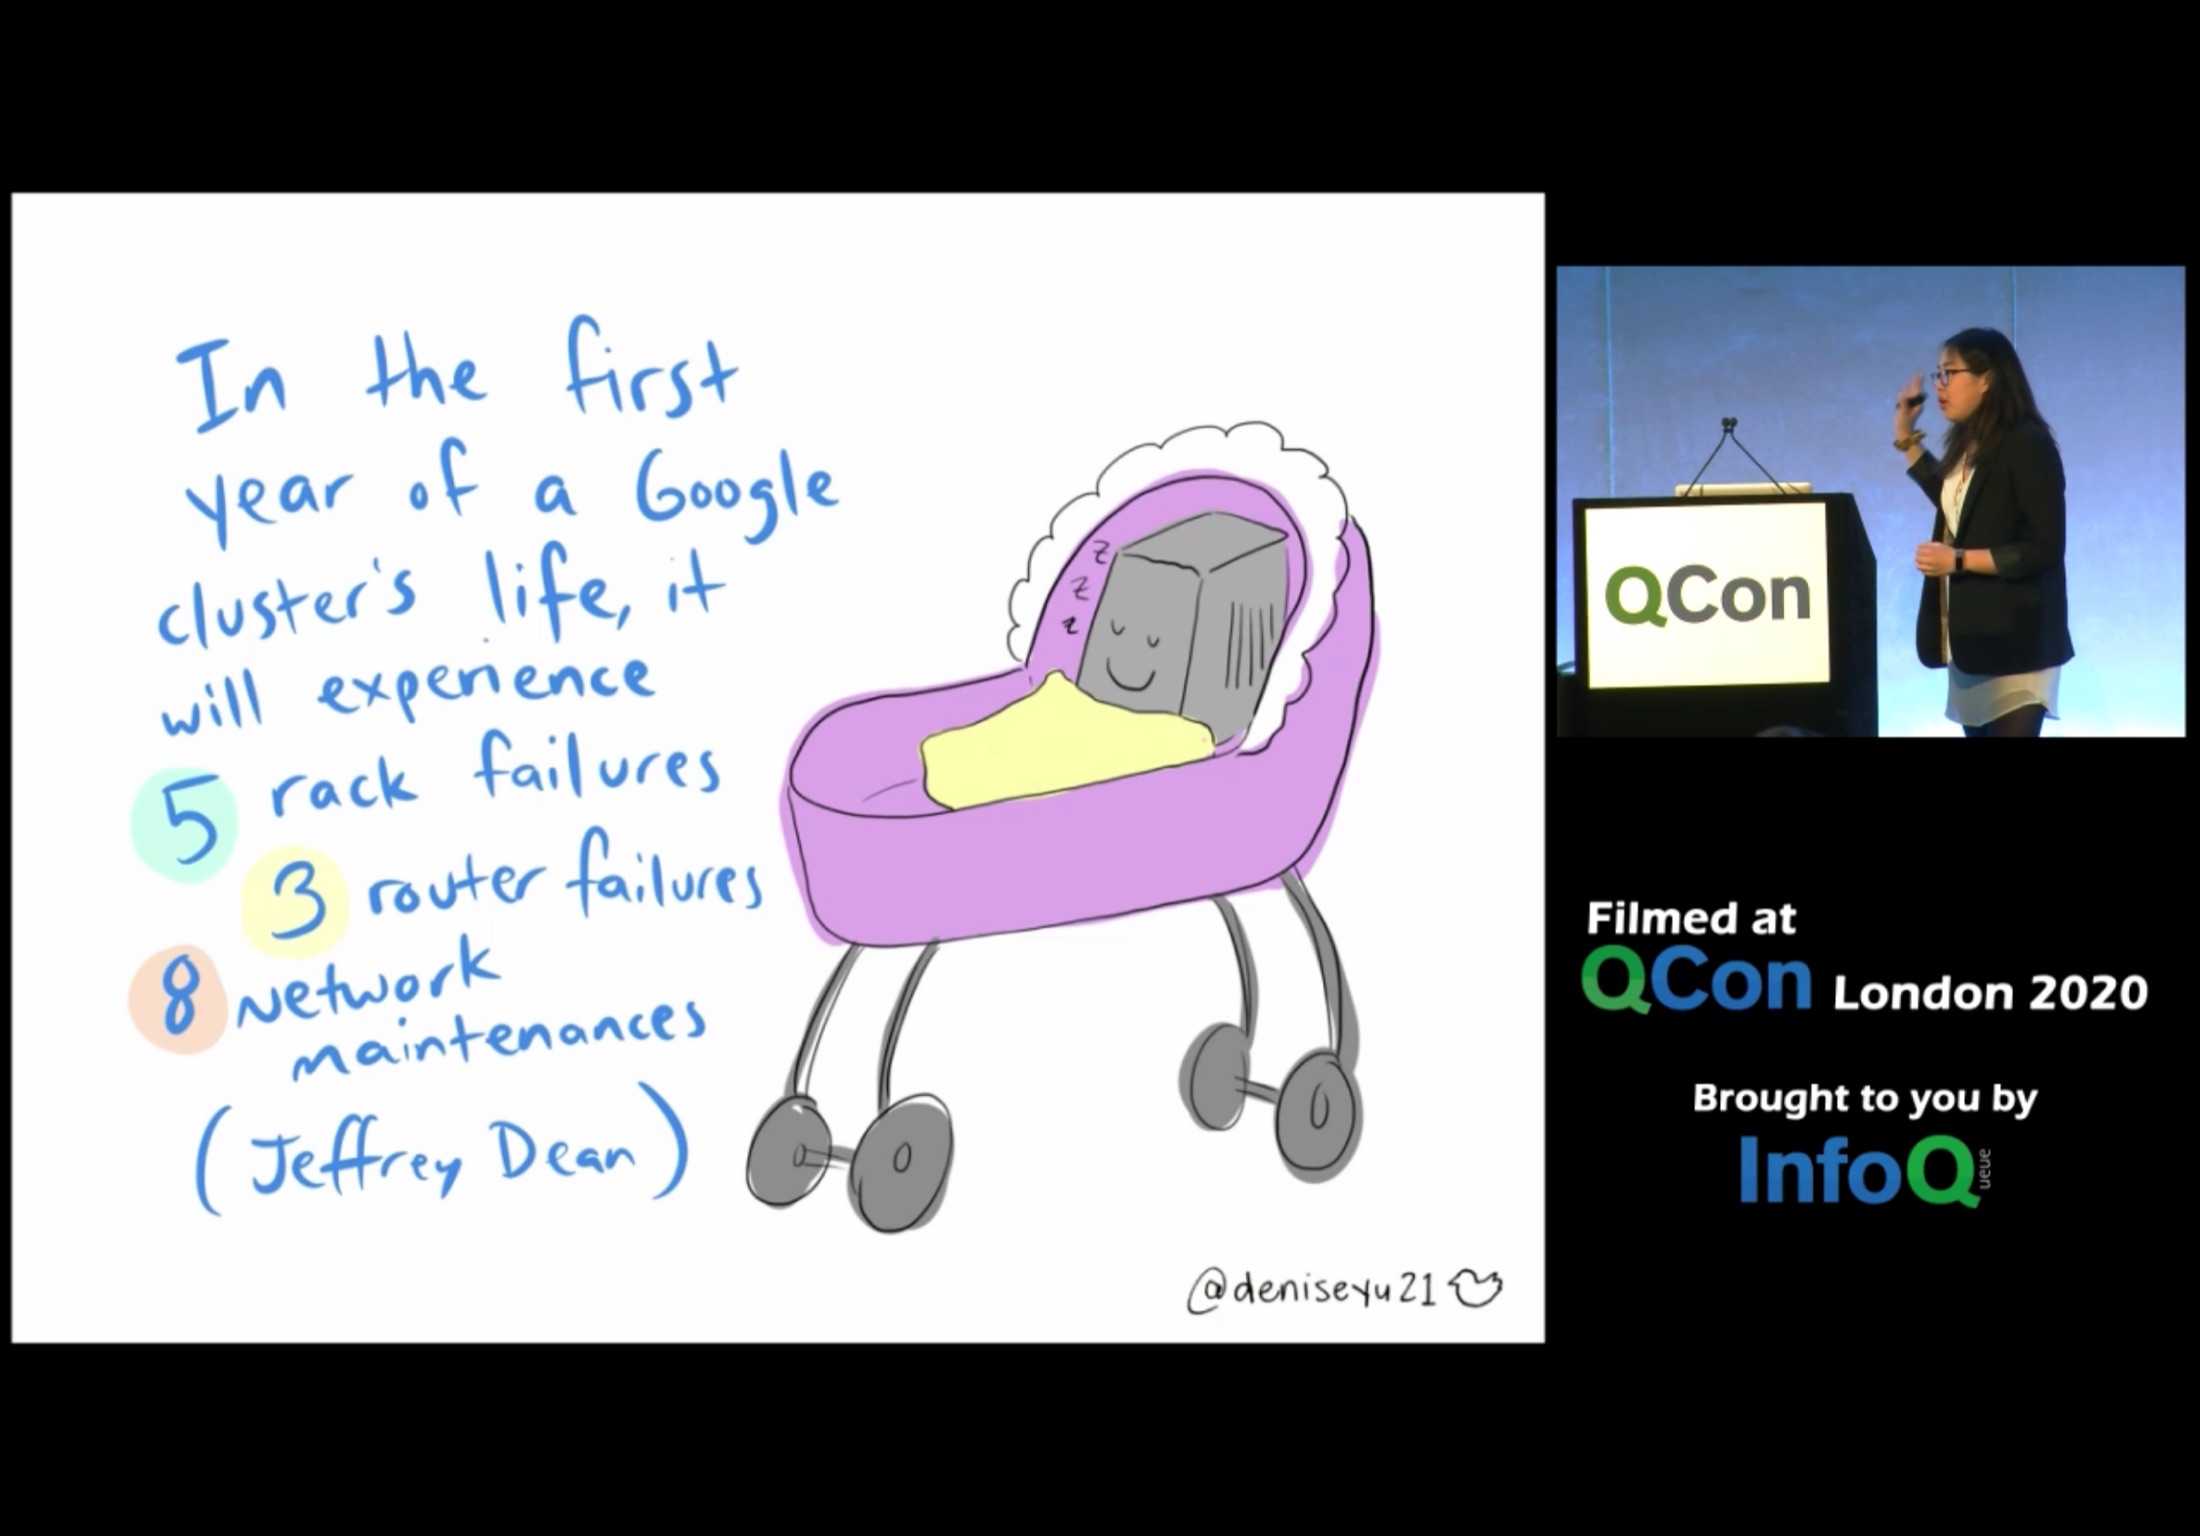 In the first
year of a Google
cluster's life, it
will experience
5 rack failures
3 router failures
8 network
maintenances
(Jeffrey Dean)
@deniseyu21
QCon
Filmed at
QCon London 2020
Brought to you by
InfoQueue